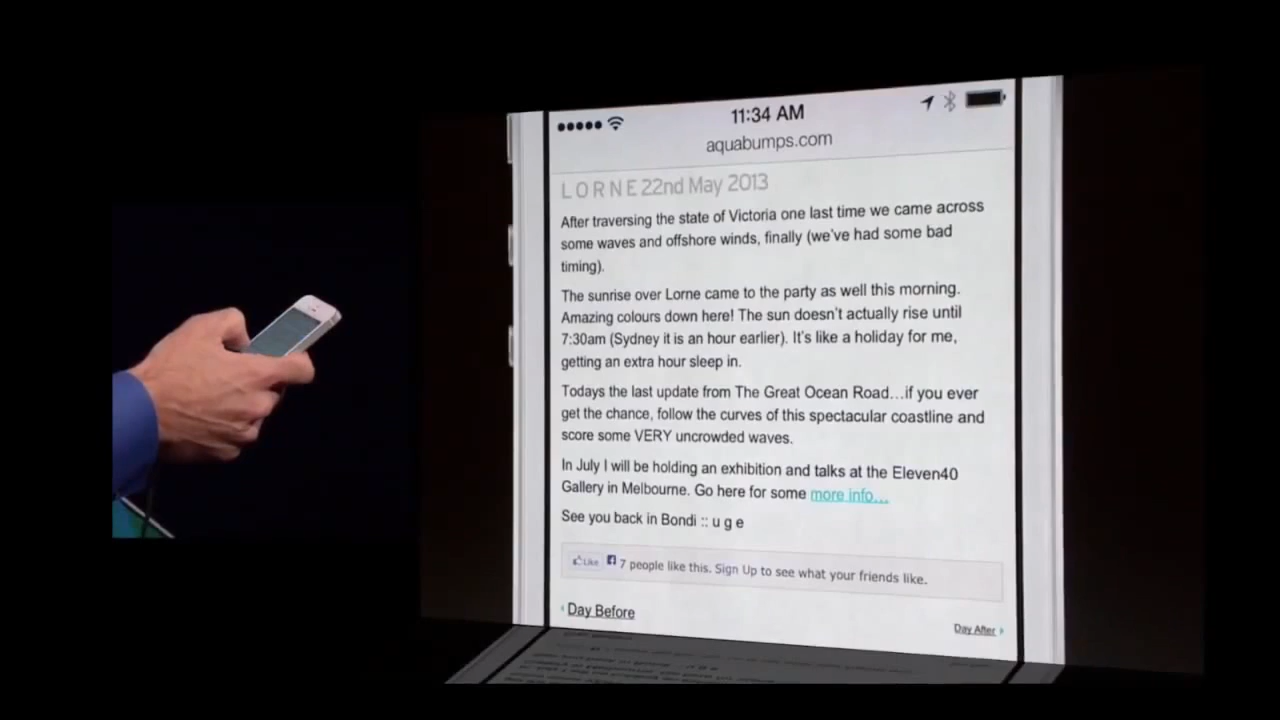 11:34 AM
aquabumps.com
LORNE 22nd May 2013
After traversing the state of Victoria one last time we came across
some waves and offshore winds, finally (we've had some bad
timing).
The sunrise over Lorne came to the party as well this morning.
Amazing colours down here! The sun doesn't actually rise until
7:30am (Sydney it is an hour earlier). It's like a holiday for me,
getting an extra hour sleep in.
Todays the last update from The Great Ocean Road...if you ever
get the chance, follow the curves of this spectacular coastline and
score some VERY uncrowded waves.
In July I will be holding an exhibition and talks at the Eleven40
Gallery in Melbourne. Go here for some more info...
See you back in Bondi :: u g e
Like 7 people like this. Sign Up to see what your friends like.
Day Before
Day After